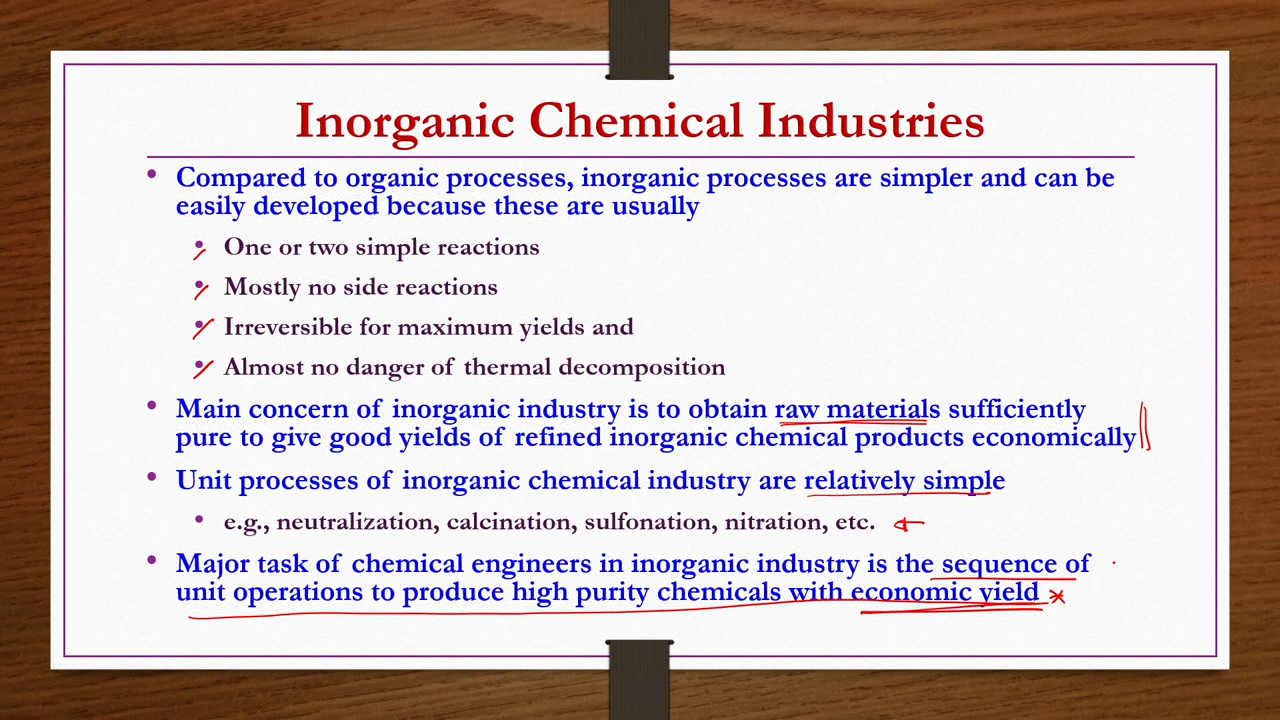 Inorganic Chemical Industries
• Compared to organic processes, inorganic processes are simpler and can be
easily developed because these are usually
• One or two simple reactions
• Mostly no side reactions
• Irreversible for maximum yields and
• Almost no danger of thermal decomposition
• Main concern of inorganic industry is to obtain raw materials sufficiently
pure to give good yields of refined inorganic chemical products economically
• Unit processes of inorganic chemical industry are relatively simple
• e.g., neutralization, calcination, sulfonation, nitration, etc.
• Major task of chemical engineers in inorganic industry is the sequence of
unit operations to produce high purity chemicals with economic yield